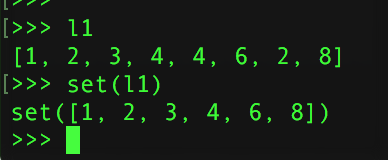 [>>>
[>>> l1
[1, 2, 3, 4, 4, 6, 2, 8]
[>>> set(l1)
set([1, 2, 3, 4, 6, 8])
>>>